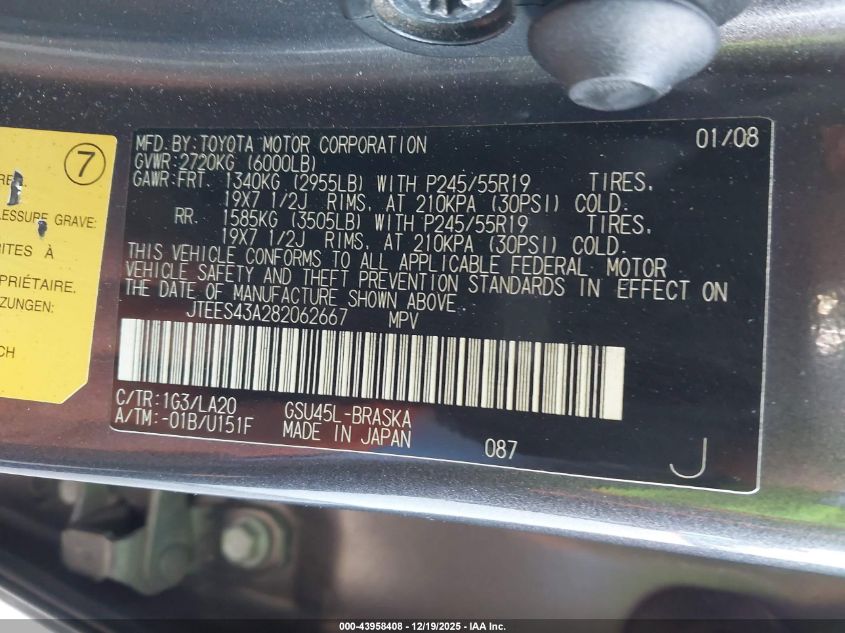 7
RE.
LESSURE GRAVE:
RITES À
PRIÉTAIRE.
ZUNGEN:
CH
MFD.BY:TOYOTA MOTOR CORPORATION 01/08
GVWR:2720KG (6000LB)
GAWR:FRT. 1340KG (2955LB) WITH P245/55R19 TIRES,
19X7 1/2J RIMS, AT 210KPA (30PSI) COLD.
RR. 1585KG (3505LB) WITH P245/55R19 TIRES,
19X7 1/2J RIMS, AT 210KPA (30PSI) COLD.
THIS VEHICLE CONFORMS TO ALL APPLICABLE FEDERAL MOTOR
VEHICLE SAFETY AND THEFT PREVENTION STANDARDS IN EFFECT ON
THE DATE OF MANUFACTURE SHOWN ABOVE
JTEES43A282062667 MPV
C/TR:1G3/LA20 GSU45L-BRASKA
A/TM:-01B/U151F MADE IN JAPAN 087
J
000-43958408 - 12/19/2025 - IAA Inc.